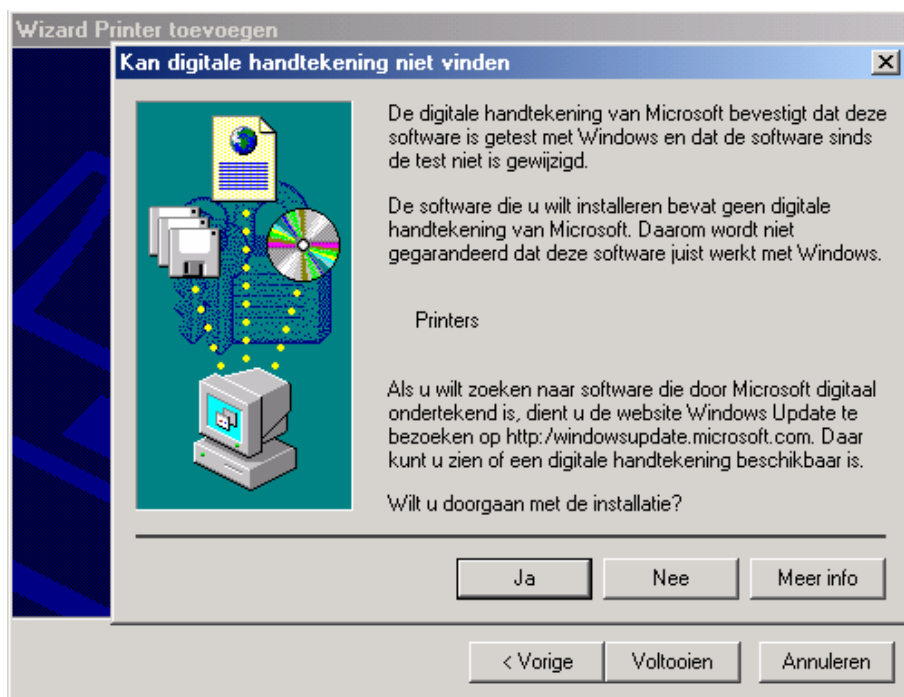 Wizard Printer toevoegen
Kan digitale handtekening niet vinden
De digitale handtekening van Microsoft bevestigt dat deze
software is getest met Windows en dat de software sinds
de test niet is gewijzigd.
De software die u wilt installeren bevat geen digitale
handtekening van Microsoft. Daarom wordt niet
gegarandeerd dat deze software juist werkt met Windows.
Printers
Als u wilt zoeken naar software die door Microsoft digitaal
ondertekend is, dient u de website Windows Update te
bezoeken op http:/windowsupdate.microsoft.com. Daar
kunt u zien of een digitale handtekening beschikbaar is.
Wilt u doorgaan met de installatie?
Ja Nee Meer info
< Vorige Voltooien Annuleren